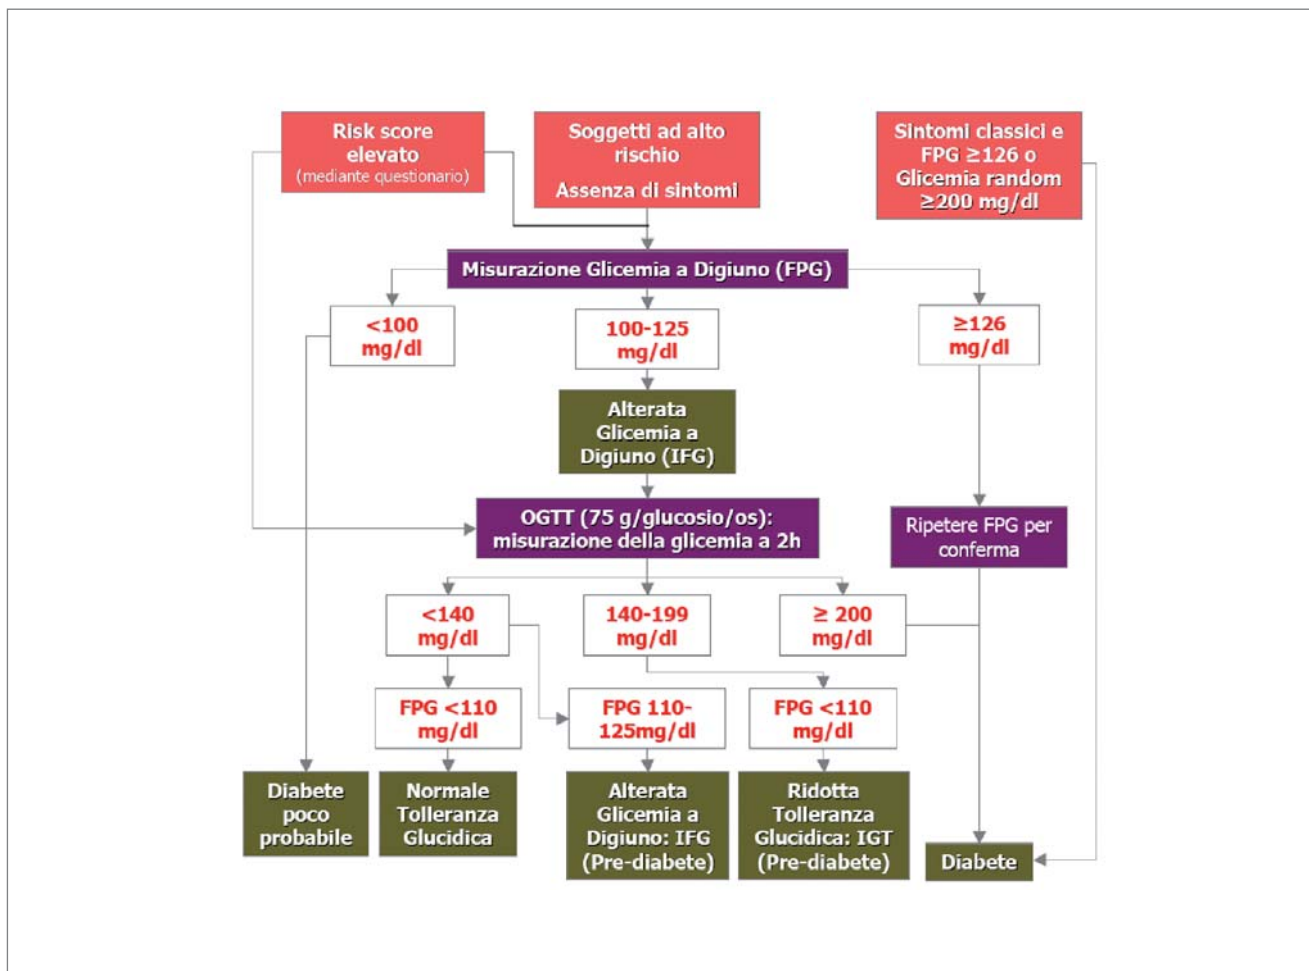 Risk score
elevato
(mediante questionario)
Soggetti ad alto
rischio
Assenza di sintomi
Sintomi classici e
FPG ≥126 o
Glicemia random
≥200 mg/dl
Misurazione Glicemia a Digiuno (FPG)
<100
mg/dl
100-125
mg/dl
≥126
mg/dl
Alterata
Glicemia a
Digiuno (IFG)
OGTT (75 g/glucosio/os):
misurazione della glicemia a 2h
Ripetere FPG per
conferma
<140
mg/dl
140-199
mg/dl
≥ 200
mg/dl
FPG <110
mg/dl
FPG 110-
125mg/dl
FPG <110
mg/dl
Diabete
poco
probabile
Normale
Tolleranza
Glucidica
Alterata
Glicemia a
Digiuno: IFG
(Pre-diabete)
Ridotta
Tolleranza
Glucidica: IGT
(Pre-diabete)
Diabete